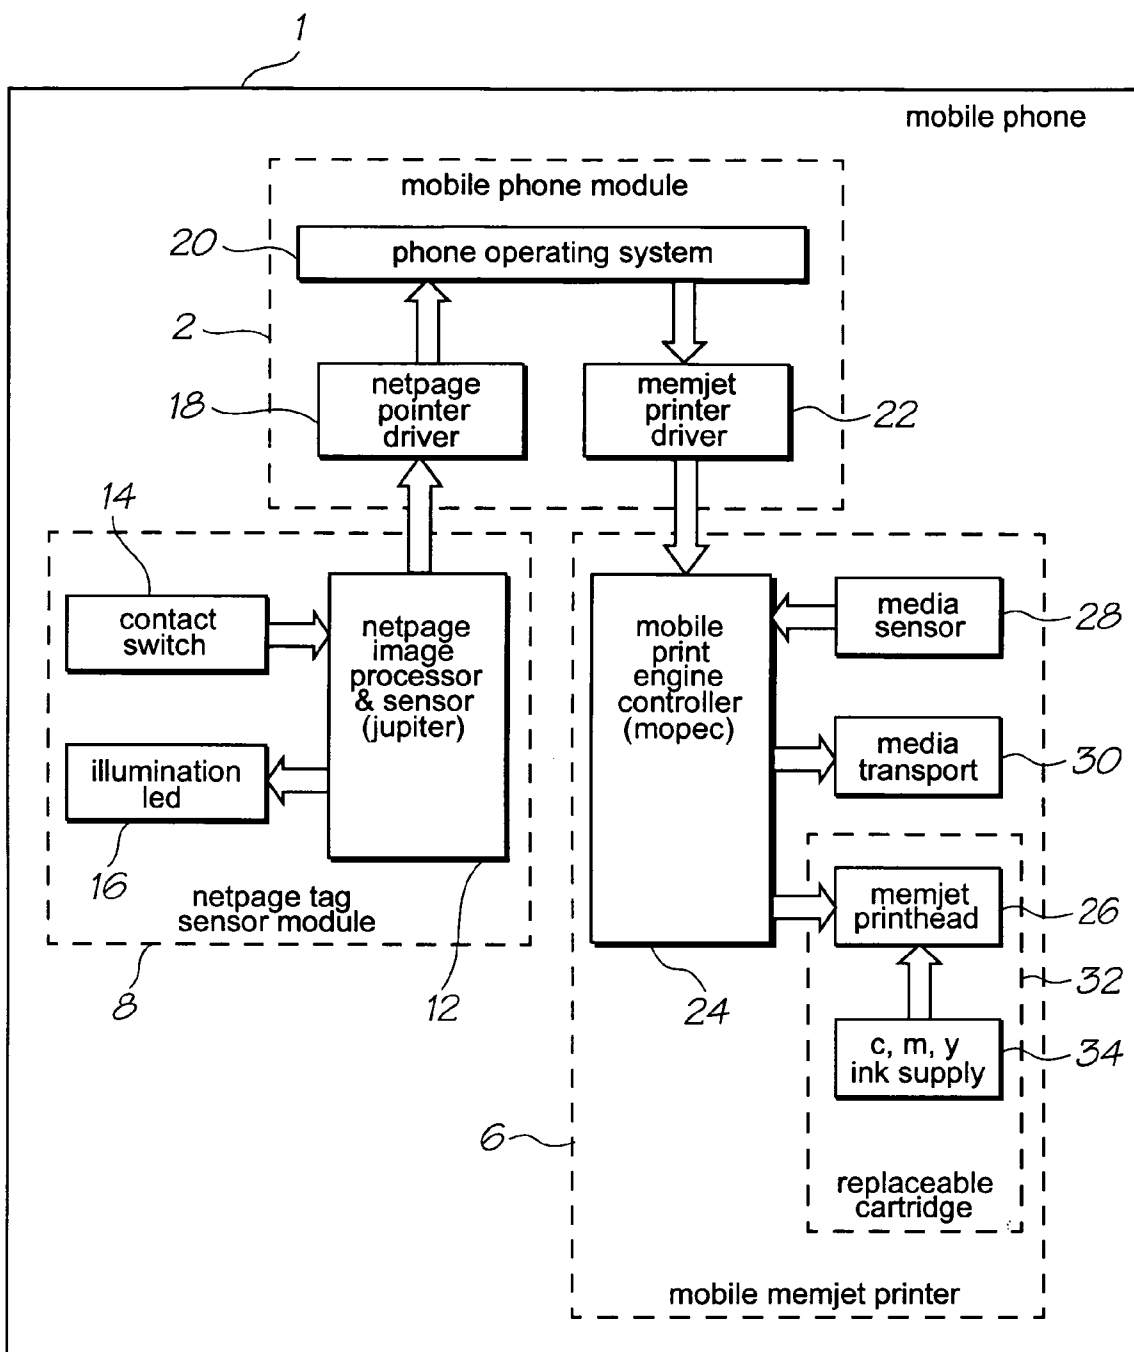 1
mobile phone
mobile phone module
20
phone operating system
2
18
netpage
pointer
driver
memjet
printer
driver
22
14
contact
switch
netpage
image
processor
& sensor
(jupiter)
illumination
led
16
netpage tag
sensor module
8
12
mobile
print
engine
controller
(mopec)
24
media
sensor
28
media
transport
30
memjet
printhead
26
32
c, m, y
ink supply
34
6
replaceable
cartridge
mobile memjet printer